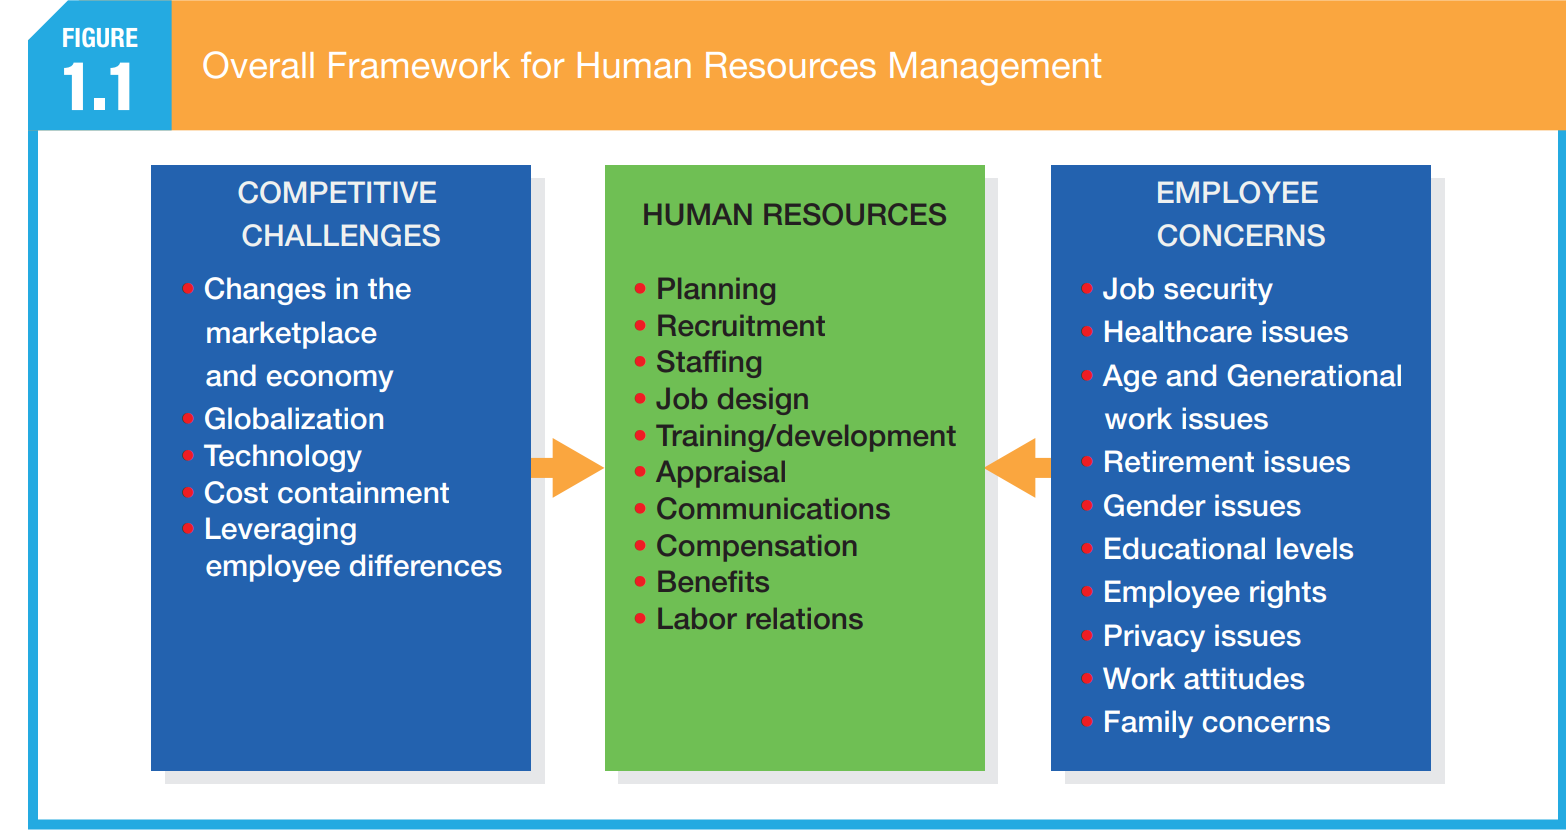 FIGURE
1.1
Overall Framework for Human Resources Management
COMPETITIVE
CHALLENGES
• Changes in the
marketplace
and economy
• Globalization
• Technology
• Cost containment
• Leveraging
employee differences
HUMAN RESOURCES
• Planning
• Recruitment
• Staffing
• Job design
• Training/development
• Appraisal
• Communications
• Compensation
• Benefits
• Labor relations
EMPLOYEE
CONCERNS
• Job security
• Healthcare issues
• Age and Generational
work issues
• Retirement issues
• Gender issues
• Educational levels
• Employee rights
• Privacy issues
• Work attitudes
• Family concerns